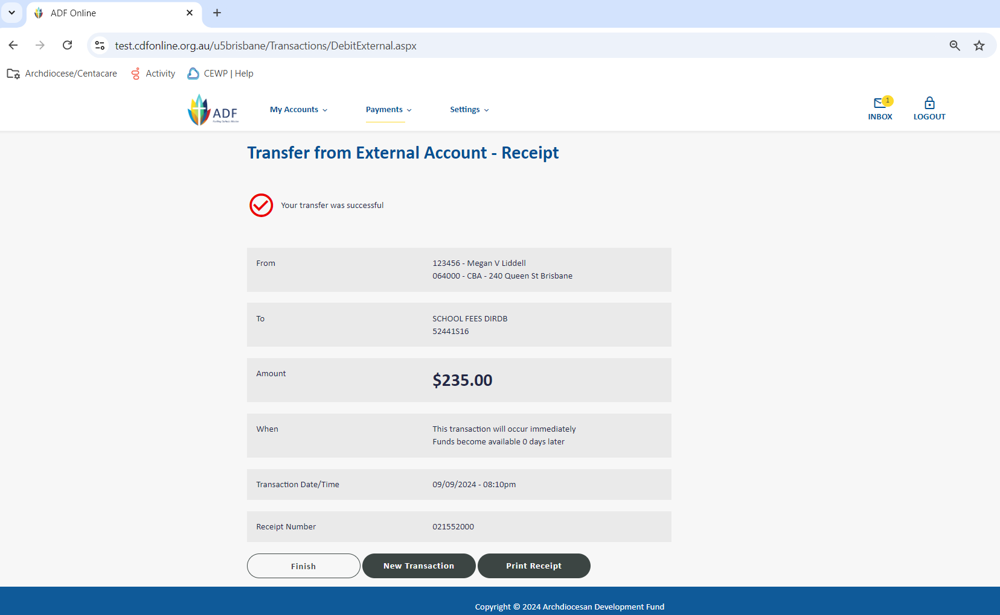 ADF Online
test.cdfonline.org.au/u5brisbane/Transactions/DebitExternal.aspx
Archdiocese/Centacare
Activity
CEWP | Help
ADF
My Accounts
Payments
Settings
1
INBOX
LOGOUT
Transfer from External Account - Receipt
Your transfer was successful
From
123456 - Megan V Liddell
064000 - CBA - 240 Queen St Brisbane
To
SCHOOL FEES DIRDB
52441S16
Amount
$235.00
When
This transaction will occur immediately
Funds become available 0 days later
Transaction Date/Time
09/09/2024 - 08:10pm
Receipt Number
021552000
Finish
New Transaction
Print Receipt
Copyright © 2024 Archdiocesan Development Fund